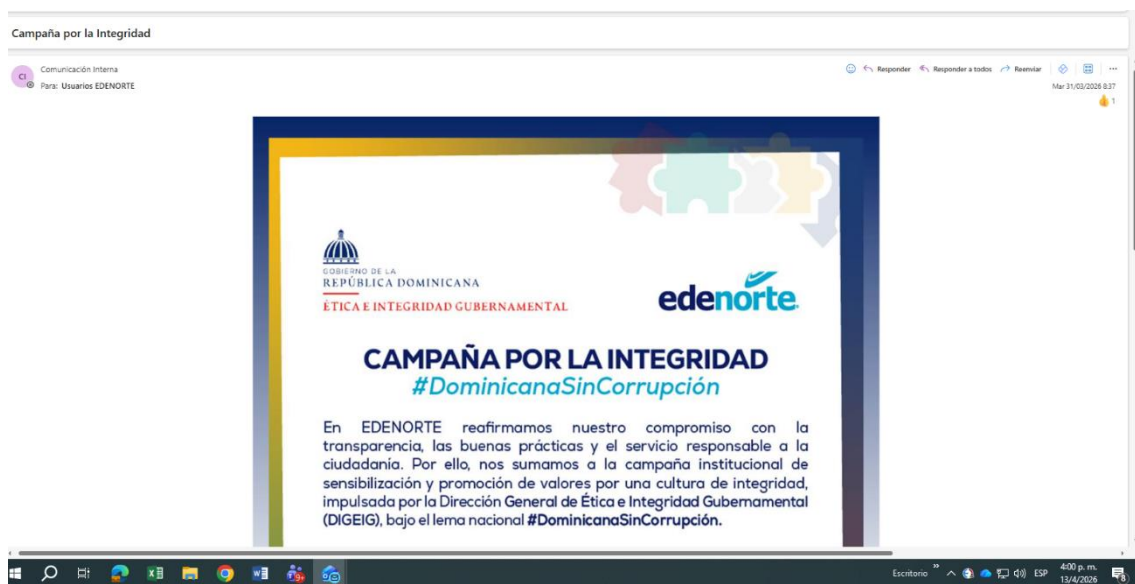 Campaña por la Integridad
CI
Comunicación Interna
Para: Usuarios EDENORTE
Responder
Responder a todos
Reenviar
Mar 31/03/2026 8:37
1
GOBIERNO DE LA
REPÚBLICA DOMINICANA
ÉTICA E INTEGRIDAD GUBERNAMENTAL
edenorte
CAMPAÑA POR LA INTEGRIDAD
#DominicanaSinCorrupción
En EDENORTE reafirmamos nuestro compromiso con la
transparencia, las buenas prácticas y el servicio responsable a la
ciudadanía. Por ello, nos sumamos a la campaña institucional de
sensibilización y promoción de valores por una cultura de integridad,
impulsada por la Dirección General de Ética e Integridad Gubernamental
(DIGEIG), bajo el lema nacional #DominicanaSinCorrupción.
Escritorio
ESP
4:00 p. m.
13/4/2026